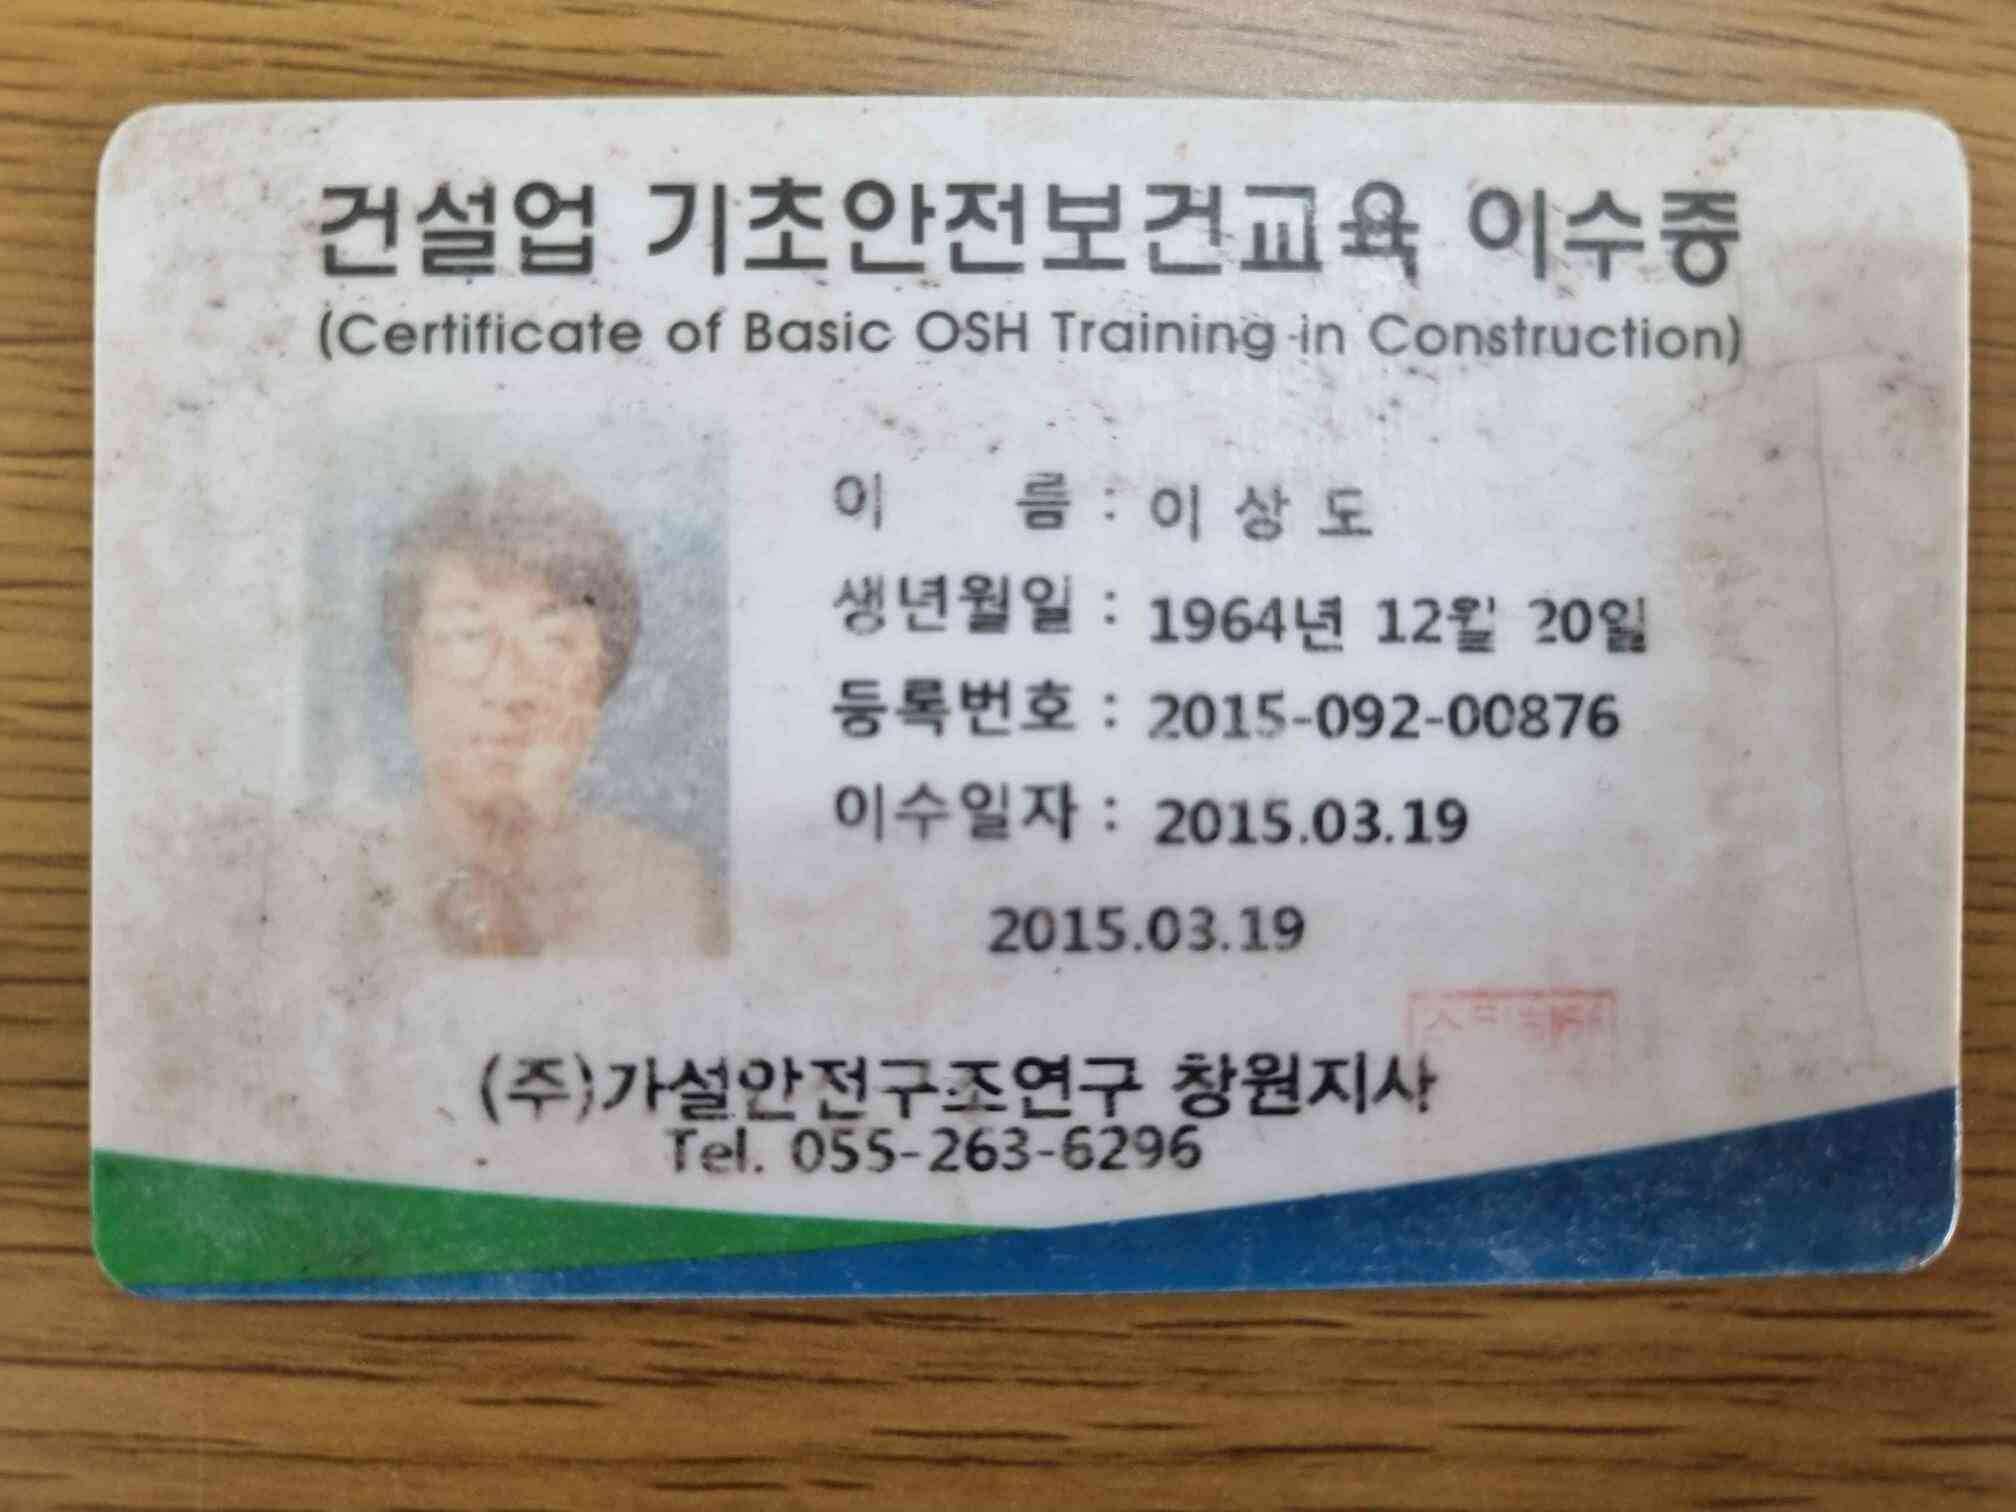 건설업 기초안전보건교육 이수증
(Certificate of Basic OSH Training in Construction)
이 름 : 이 상 도
생년월일 : 1964년 12월 20일
등록번호 : 2015-092-00876
이수일자 : 2015.03.19
2015.03.19
(주)가설안전구조연구 창원지사
Tel. 055-263-6296